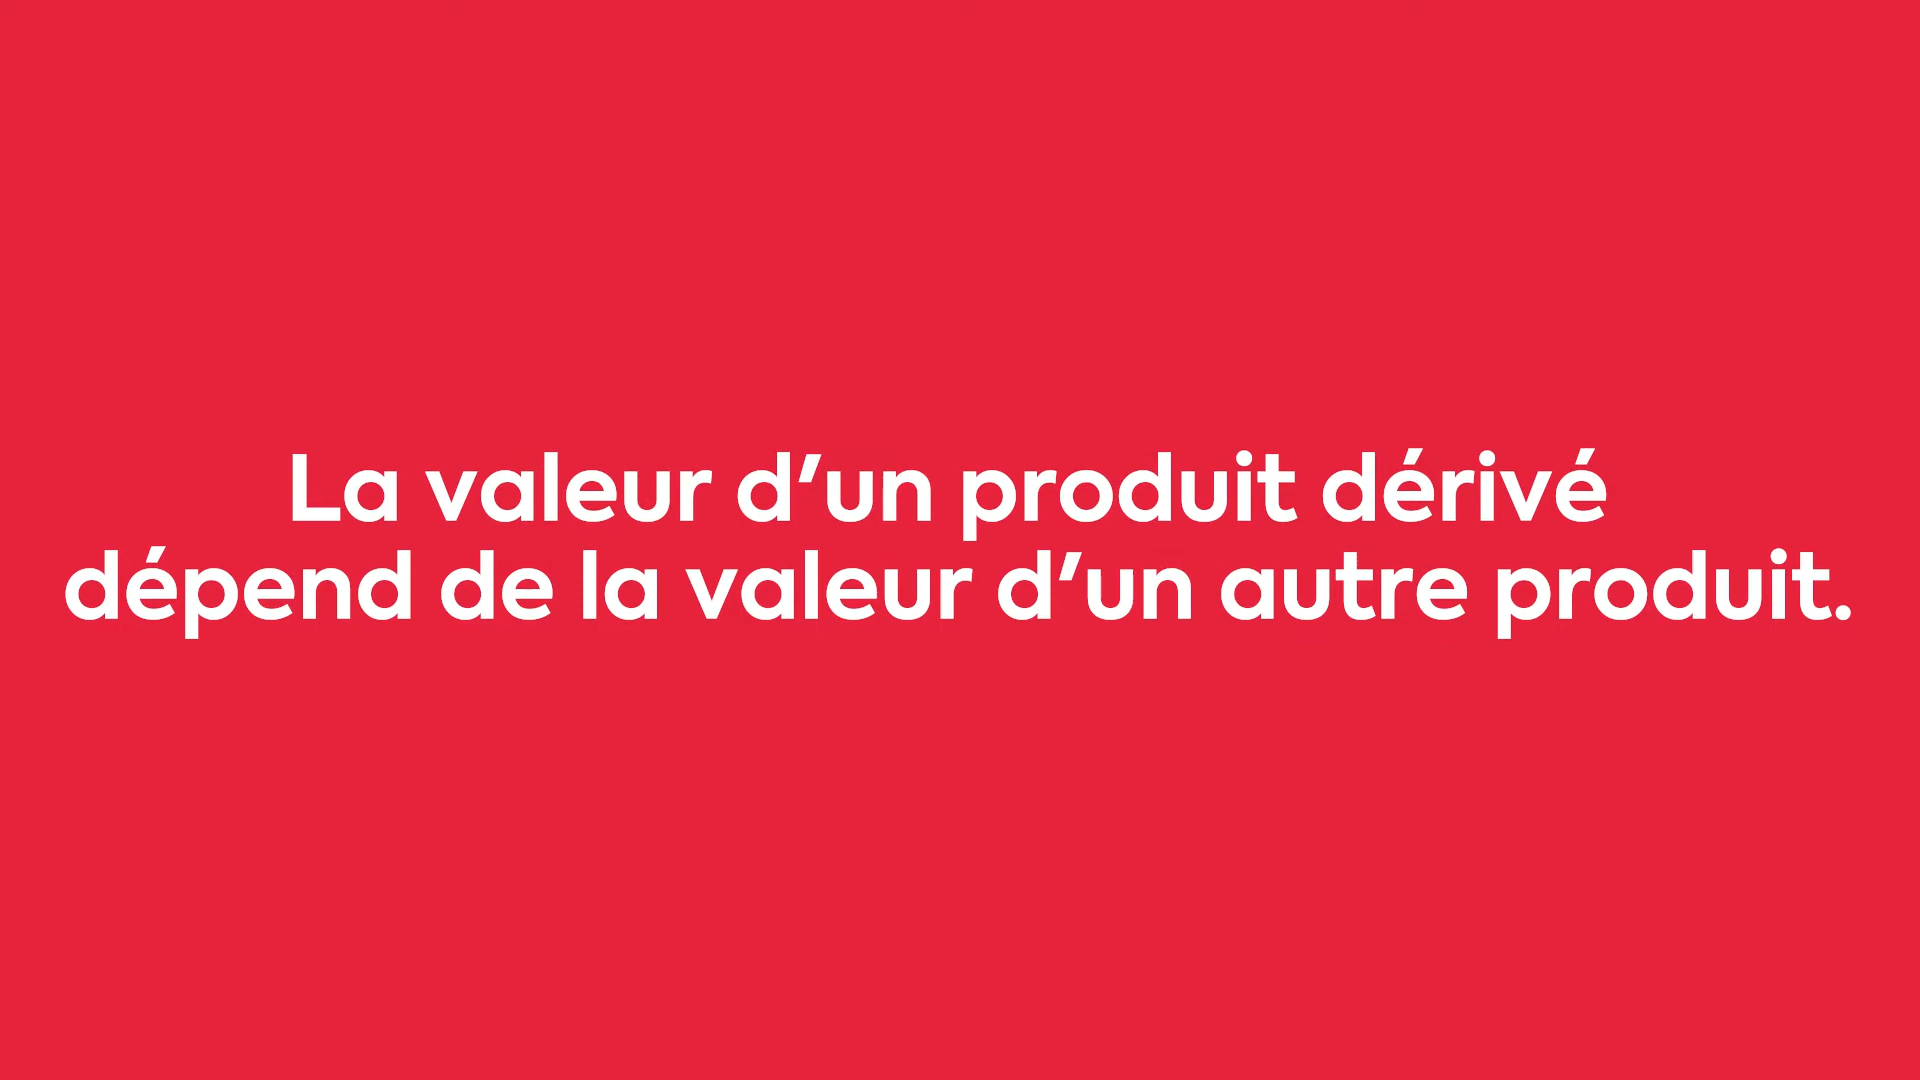 La valeur d’un produit dérivé
dépend de la valeur d’un autre produit.